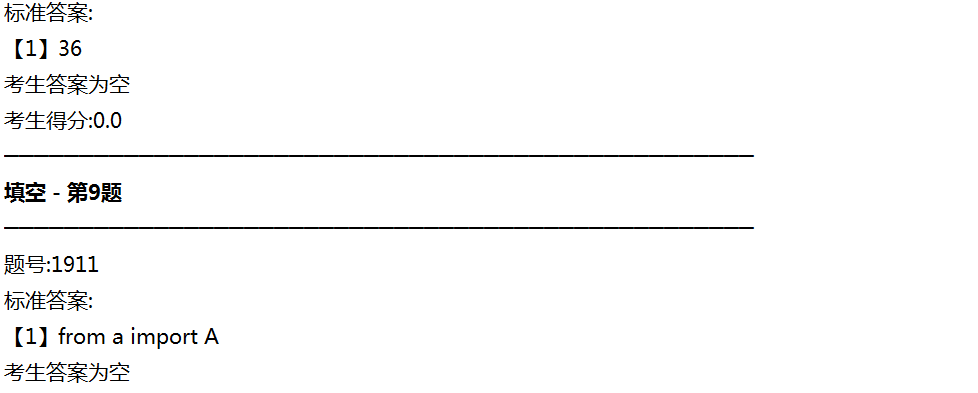 标准答案:
【1】36
考生答案为空
考生得分:0.0
填空 - 第9题
题号:1911
标准答案:
【1】from a import A
考生答案为空